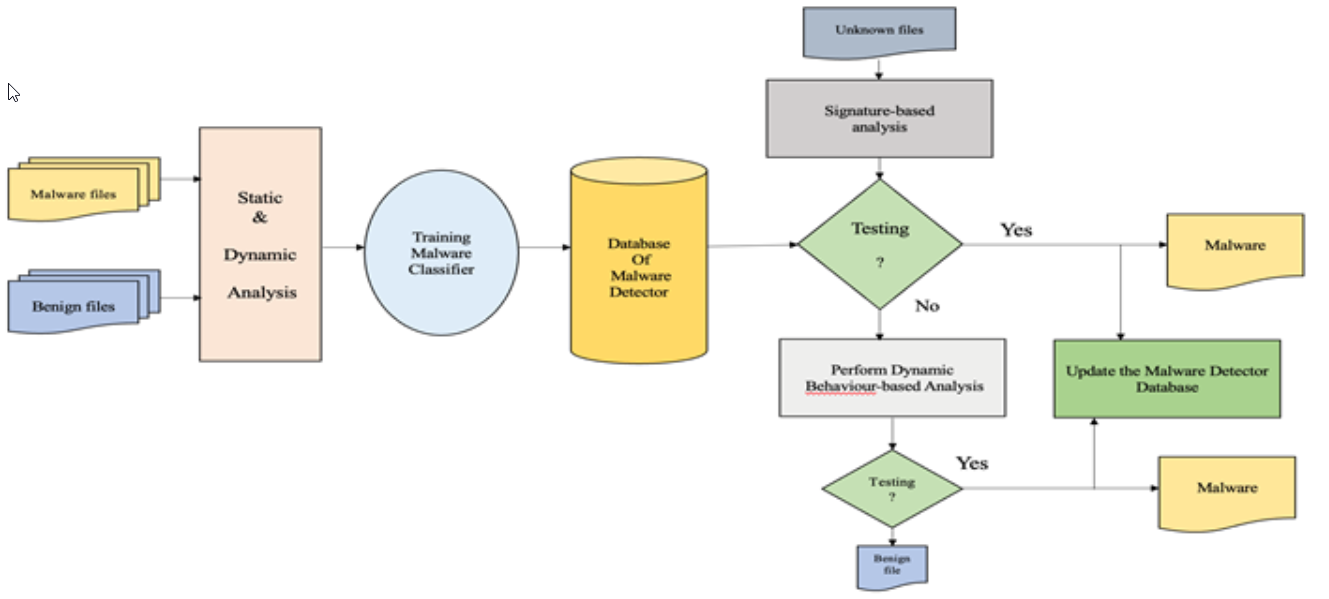 Unknown files
Signature-based
analysis
Malware files
Benign files
Static
&
Dynamic
Analysis
Training
Malware
Classifier
Database
Of
Malware
Detector
Testing
?
Yes
Malware
No
Perform Dynamic
Behaviour-based Analysis
Update the Malware Detector
Database
Testing
?
Yes
Malware
Benign
file